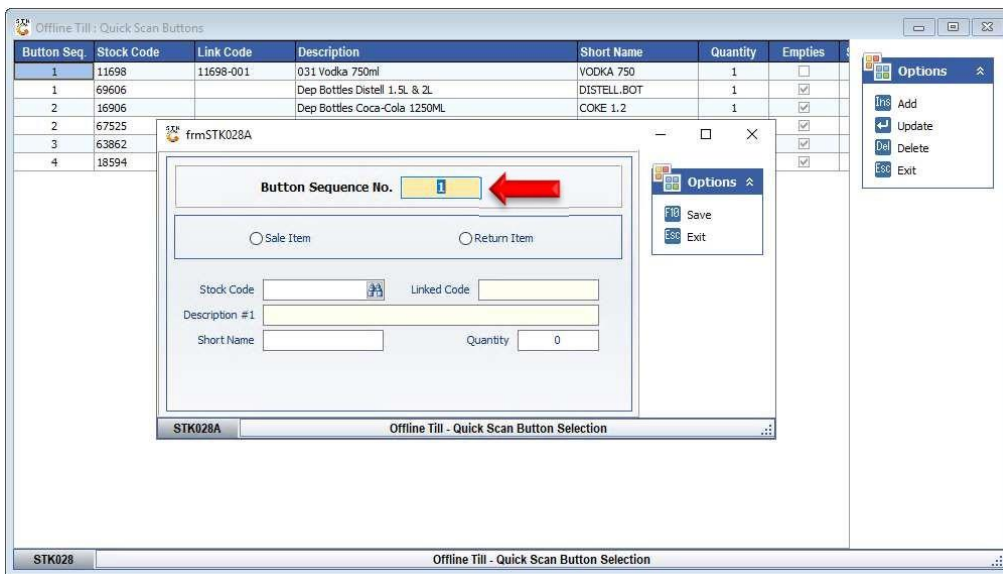 Offline Till : Quick Scan Buttons
Button Seq. Stock Code Link Code Description Short Name Quantity Empties
1 11698 11698-001 031 Vodka 750ml VODKA 750 1
1 69606 Dep Bottles Distell 1.5L & 2L DISTELL.BOT 1
2 16906 Dep Bottles Coca-Cola 1250ML COKE 1.2 1
2 67525
3 63862
4 18594
Options
Ins Add
Update
Del Delete
Esc Exit
frmSTK028A
Button Sequence No. 1
Sale Item Return Item
Stock Code Linked Code
Description #1
Short Name Quantity 0
Options
F10 Save
Esc Exit
STK028A Offline Till - Quick Scan Button Selection
STK028 Offline Till - Quick Scan Button Selection